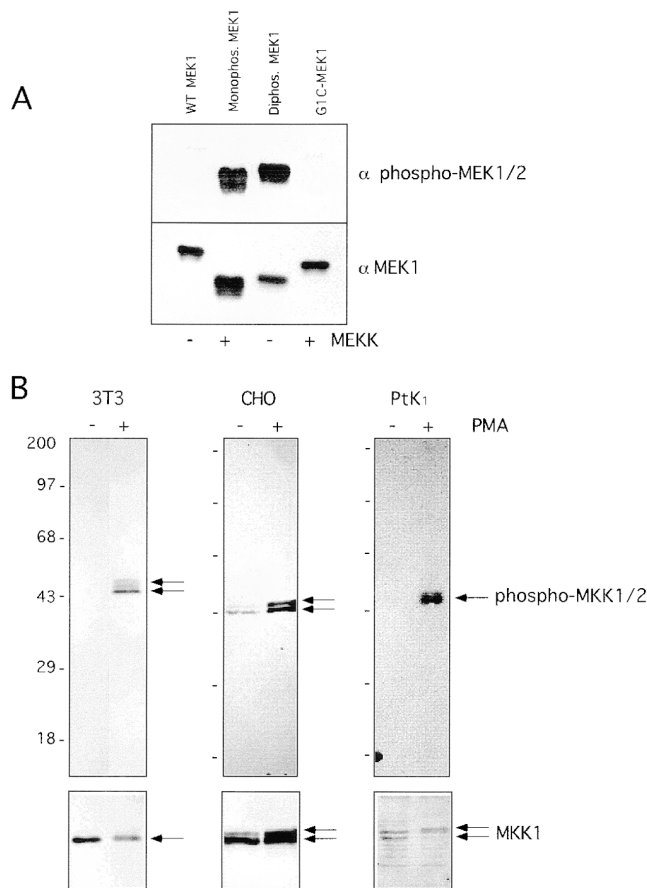 A
WT MEK1
Monophos. MEK1
Diphos. MEK1
G1C-MEK1
α phospho-MEK1/2
α MEK1
- + - + MEKK
B
3T3 CHO PtK1
- + - + - + PMA
200
97 -
68 -
43 -
29 -
18 -
phospho-MKK1/2
MKK1